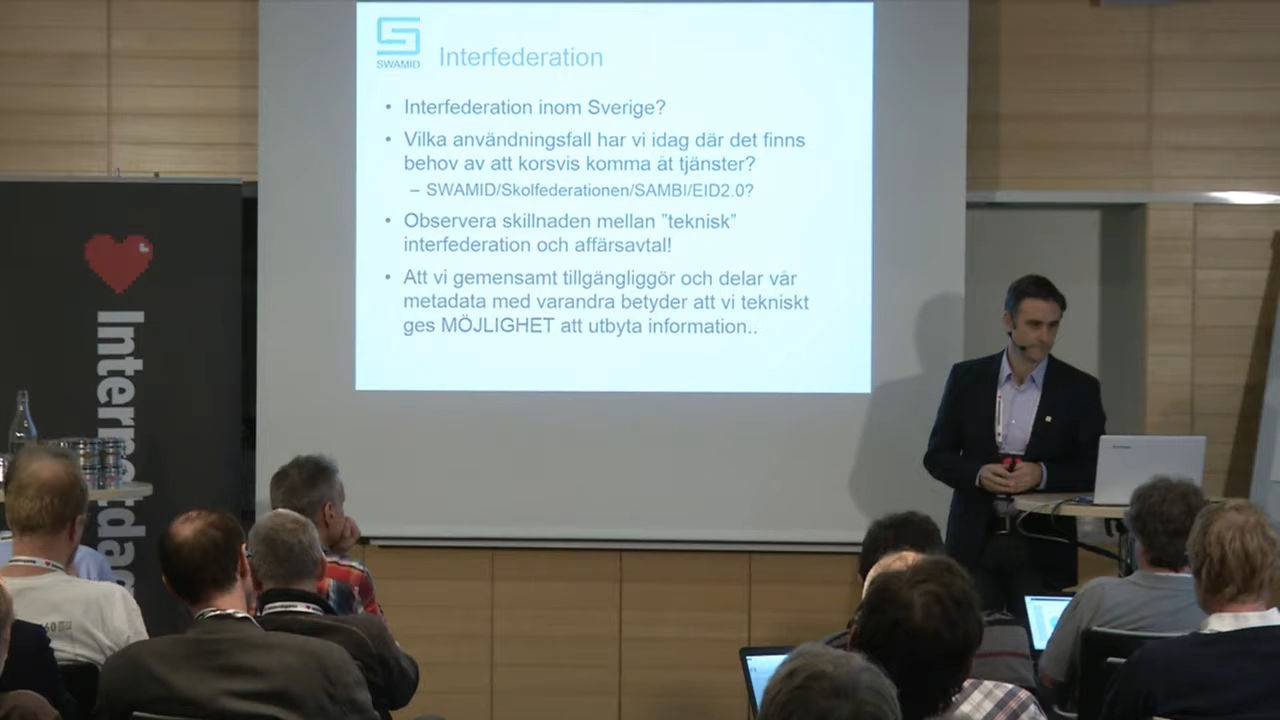 SWAMID
Interfederation
• Interfederation inom Sverige?
• Vilka användningsfall har vi idag där det finns
behov av att korsvis komma åt tjänster?
– SWAMID/Skolfederationen/SAMBI/EID2.0?
• Observera skillnaden mellan ”teknisk”
interfederation och affärsavtal!
• Att vi gemensamt tillgängliggör och delar vår
metadata med varandra betyder att vi tekniskt
ges MÖJLIGHET att utbyta information..
Internetdag